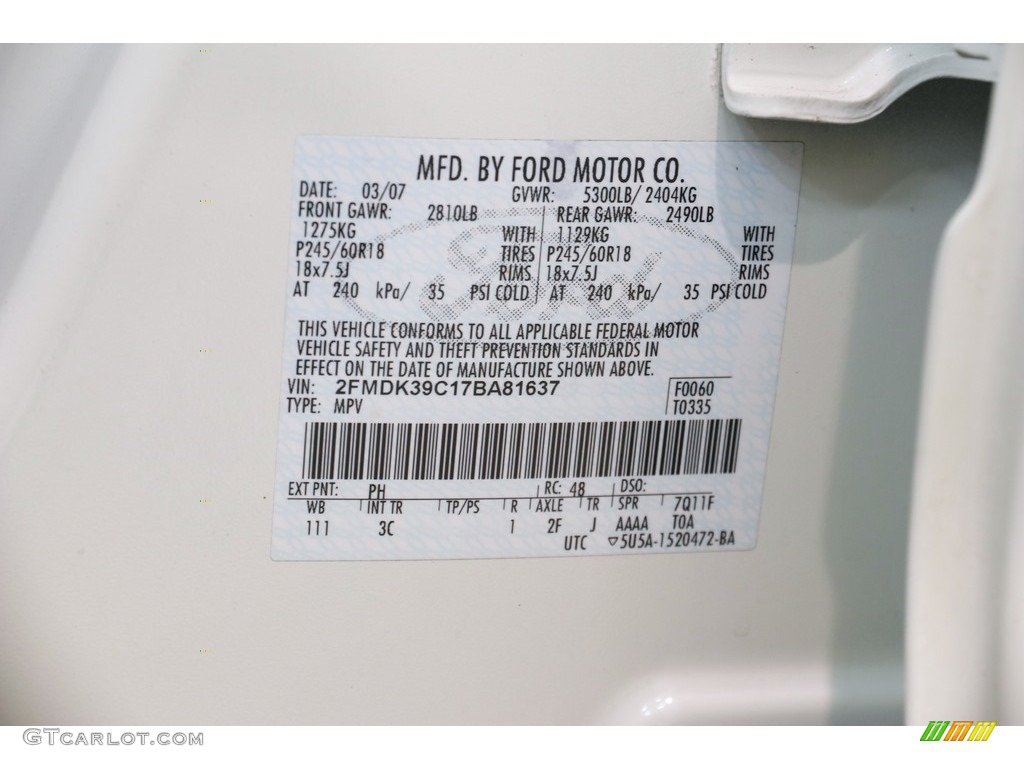 MFD. BY FORD MOTOR CO.
DATE: 03/07 GVWR: 5300LB/ 2404KG
FRONT GAWR: 2810LB REAR GAWR: 2490LB
1275KG WITH 1129KG WITH
P245/60R18 TIRES P245/60R18 TIRES
18x7.5J RIMS 18x7.5J RIMS
AT 240 kPa/ 35 PSI COLD AT 240 kPa/ 35 PSI COLD
Ford
THIS VEHICLE CONFORMS TO ALL APPLICABLE FEDERAL MOTOR
VEHICLE SAFETY AND THEFT PREVENTION STANDARDS IN
EFFECT ON THE DATE OF MANUFACTURE SHOWN ABOVE.
VIN: 2FMDK39C17BA81637 F0060
TYPE: MPV T0335
EXT PNT: PH RC: 48 DSO:
WB INT TR TP/PS R AXLE TR SPR 7Q11F
111 3C 1 2F J AAAA TOA
UTC ▽5U5A-1520472-BA
GTCarlot.com